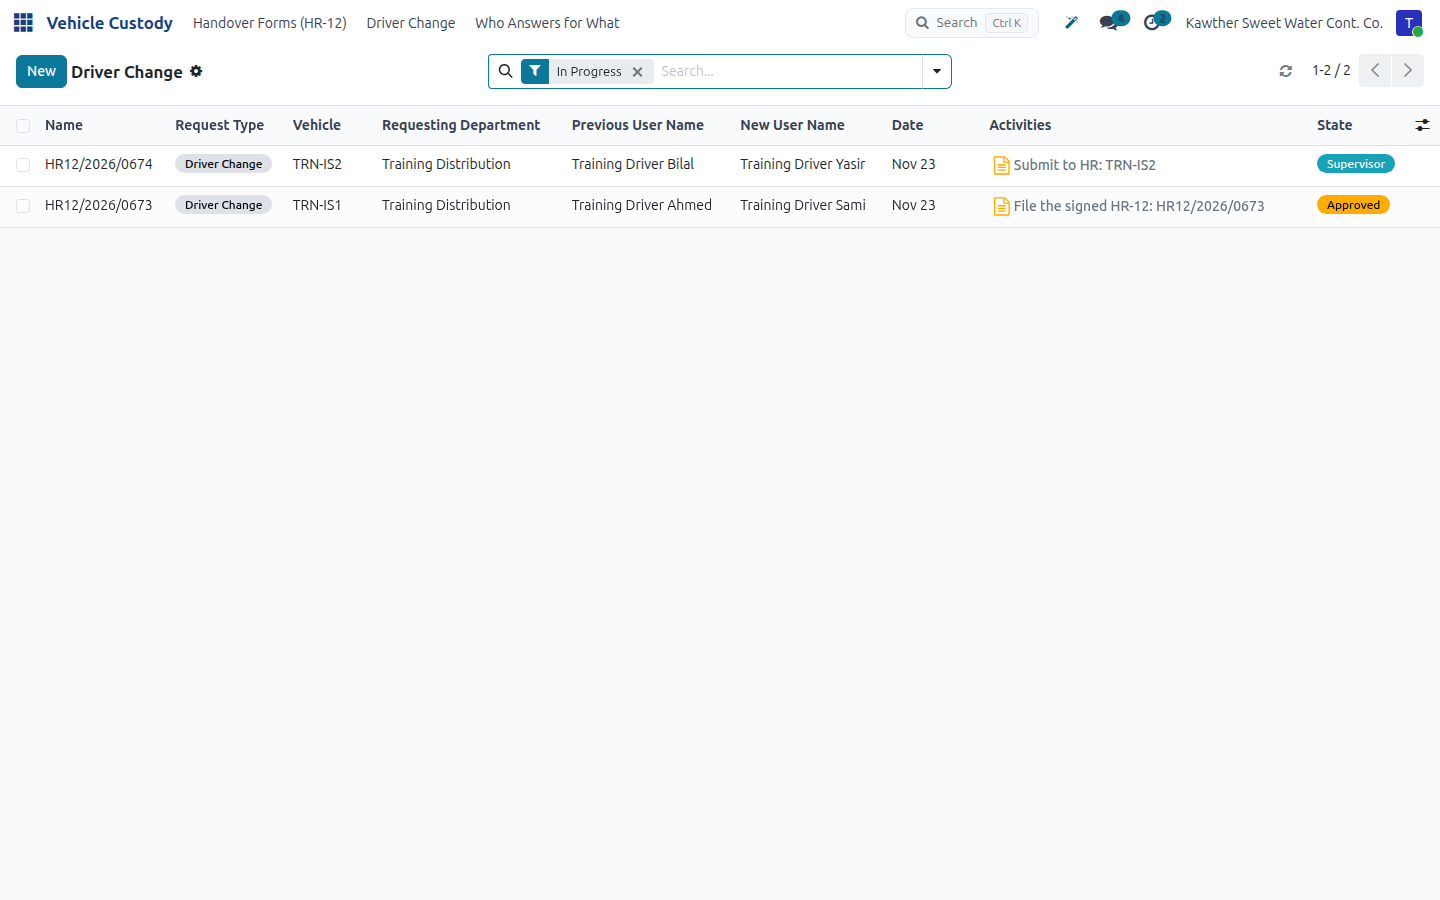 Vehicle Custody Handover Forms (HR-12) Driver Change Who Answers for What Search Ctrl K 4 2 Kawther Sweet Water Cont. Co. T
New Driver Change In Progress Search... 1-2 / 2
Name Request Type Vehicle Requesting Department Previous User Name New User Name Date Activities State
HR12/2026/0674 Driver Change TRN-IS2 Training Distribution Training Driver Bilal Training Driver Yasir Nov 23 Submit to HR: TRN-IS2 Supervisor
HR12/2026/0673 Driver Change TRN-IS1 Training Distribution Training Driver Ahmed Training Driver Sami Nov 23 File the signed HR-12: HR12/2026/0673 Approved